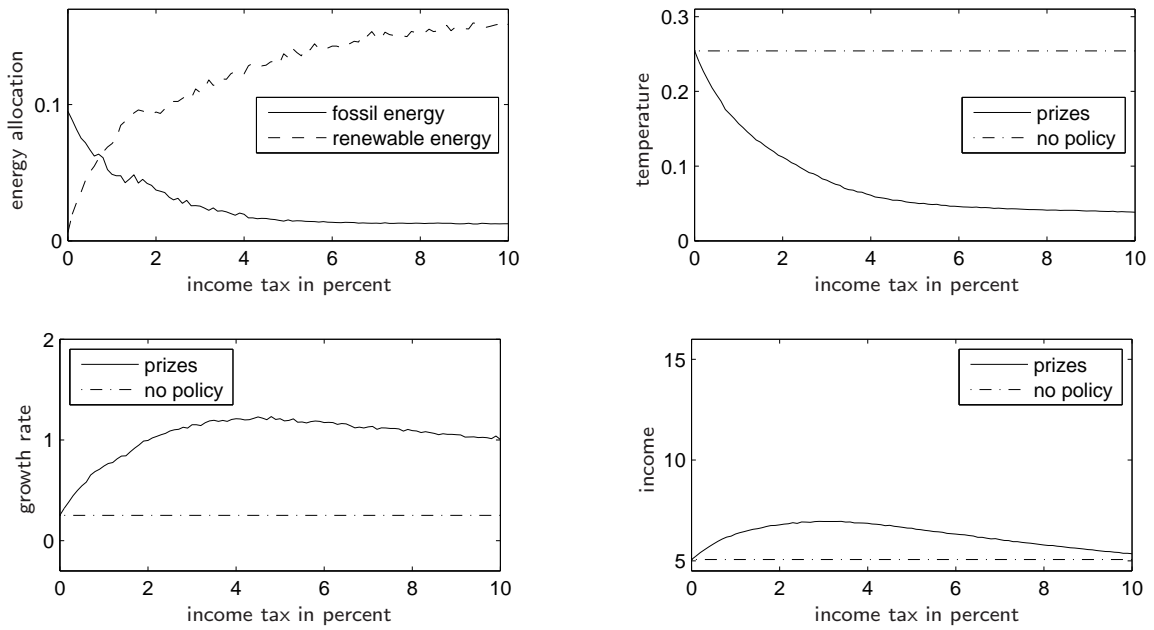 energy allocation
0.1
0
fossil energy
renewable energy
0 2 4 6 8 10
income tax in percent
temperature
0.3
0.2
0.1
0
prizes
no policy
0 2 4 6 8 10
income tax in percent
growth rate
2
1
0
prizes
no policy
0 2 4 6 8 10
income tax in percent
income
15
10
5
prizes
no policy
0 2 4 6 8 10
income tax in percent